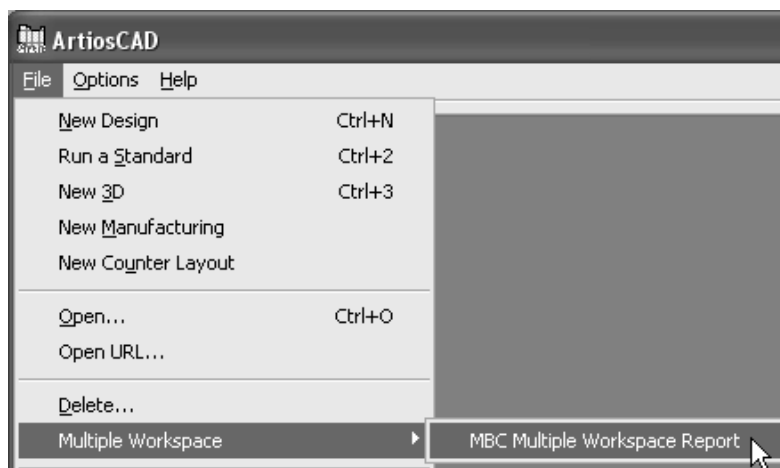 ArtiosCAD
File Options Help
New Design Ctrl+N
Run a Standard Ctrl+2
New 3D Ctrl+3
New Manufacturing
New Counter Layout
Open... Ctrl+O
Open URL...
Delete...
Multiple Workspace MBC Multiple Workspace Report